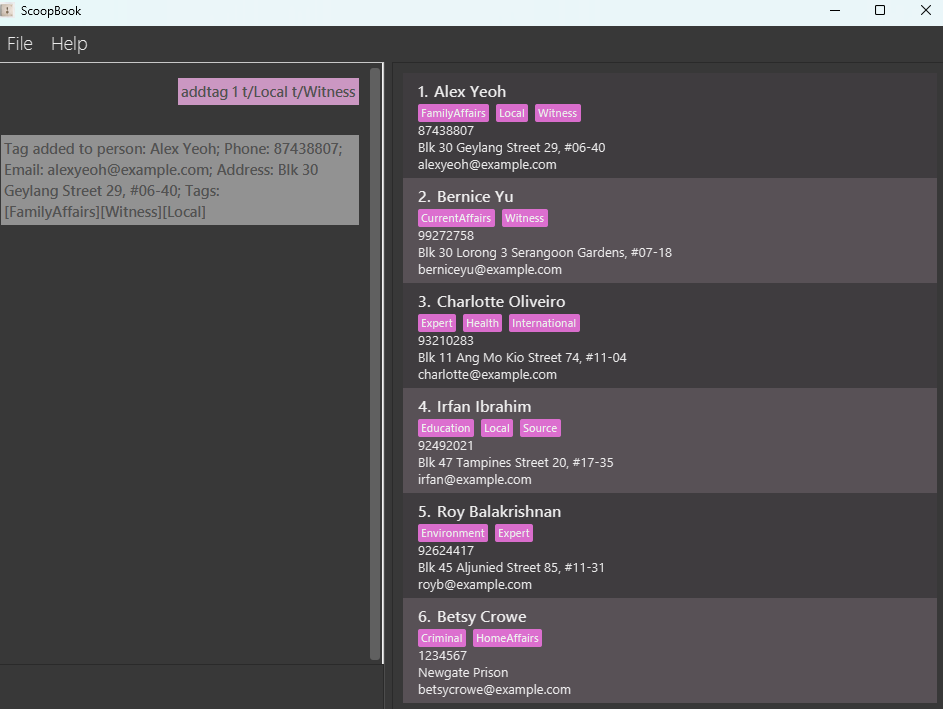 ScoopBook
File Help
addtag 1 t/Local t/Witness
Tag added to person: Alex Yeoh; Phone: 87438807;
Email: alexyeoh@example.com; Address: Blk 30
Geylang Street 29, #06-40; Tags:
[FamilyAffairs][Witness][Local]
1. Alex Yeoh
FamilyAffairs Local Witness
87438807
Blk 30 Geylang Street 29, #06-40
alexyeoh@example.com
2. Bernice Yu
CurrentAffairs Witness
99272758
Blk 30 Lorong 3 Serangoon Gardens, #07-18
berniceyu@example.com
3. Charlotte Oliveiro
Expert Health International
93210283
Blk 11 Ang Mo Kio Street 74, #11-04
charlotte@example.com
4. Irfan Ibrahim
Education Local Source
92492021
Blk 47 Tampines Street 20, #17-35
irfan@example.com
5. Roy Balakrishnan
Environment Expert
92624417
Blk 45 Aljunied Street 85, #11-31
royb@example.com
6. Betsy Crowe
Criminal HomeAffairs
1234567
Newgate Prison
betsycrowe@example.com